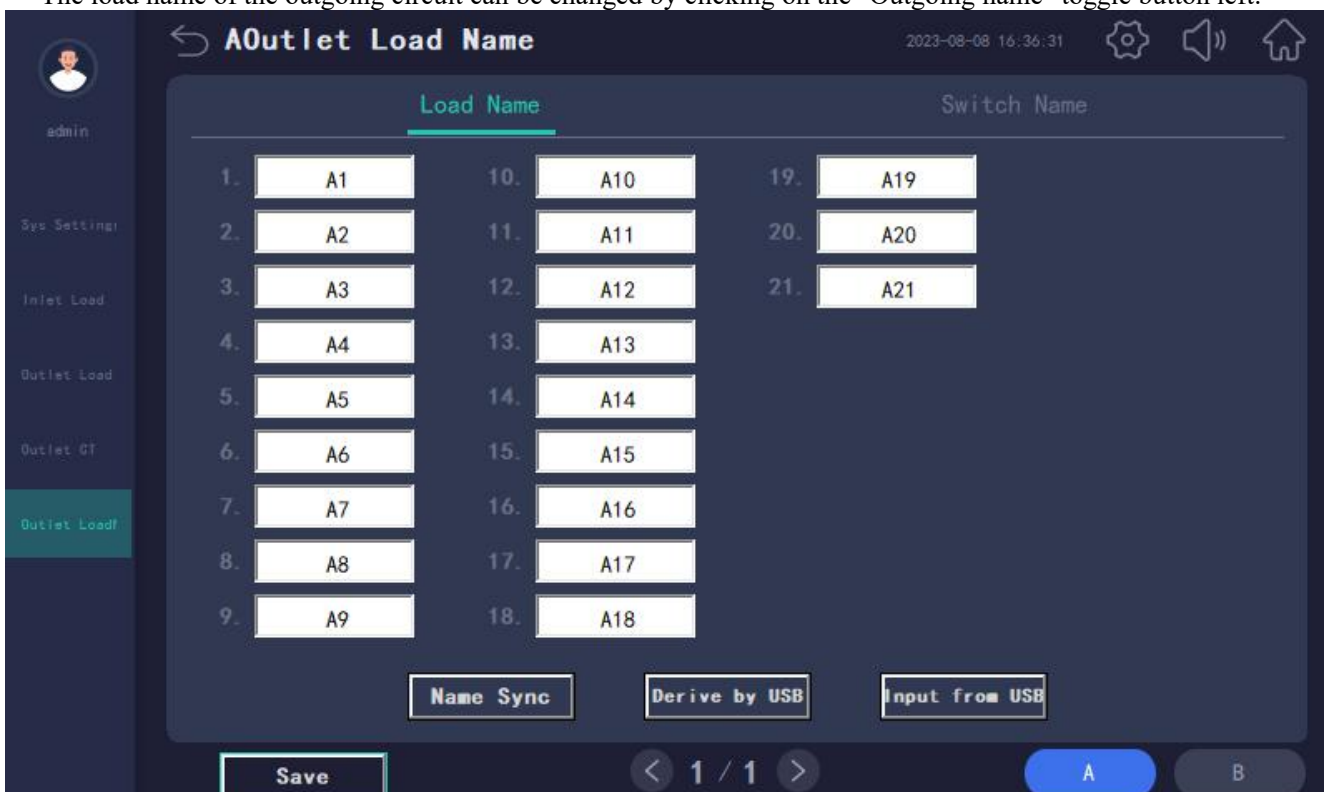 The load name of the outgoing circuit can be changed by clicking on the "Outgoing name" toggle button left.
AOutlet Load Name
2023-08-08 16:36:31
admin
Load Name
Switch Name
1. A1 10. A10 19. A19
2. A2 11. A11 20. A20
3. A3 12. A12 21. A21
4. A4 13. A13
5. A5 14. A14
6. A6 15. A15
7. A7 16. A16
8. A8 17. A17
9. A9 18. A18
Sys Setting
Inlet Load
Outlet Load
Outlet CT
Outlet Load
Name Sync
Derive by USB
Input from USB
Save
< 1 / 1 >
A
B